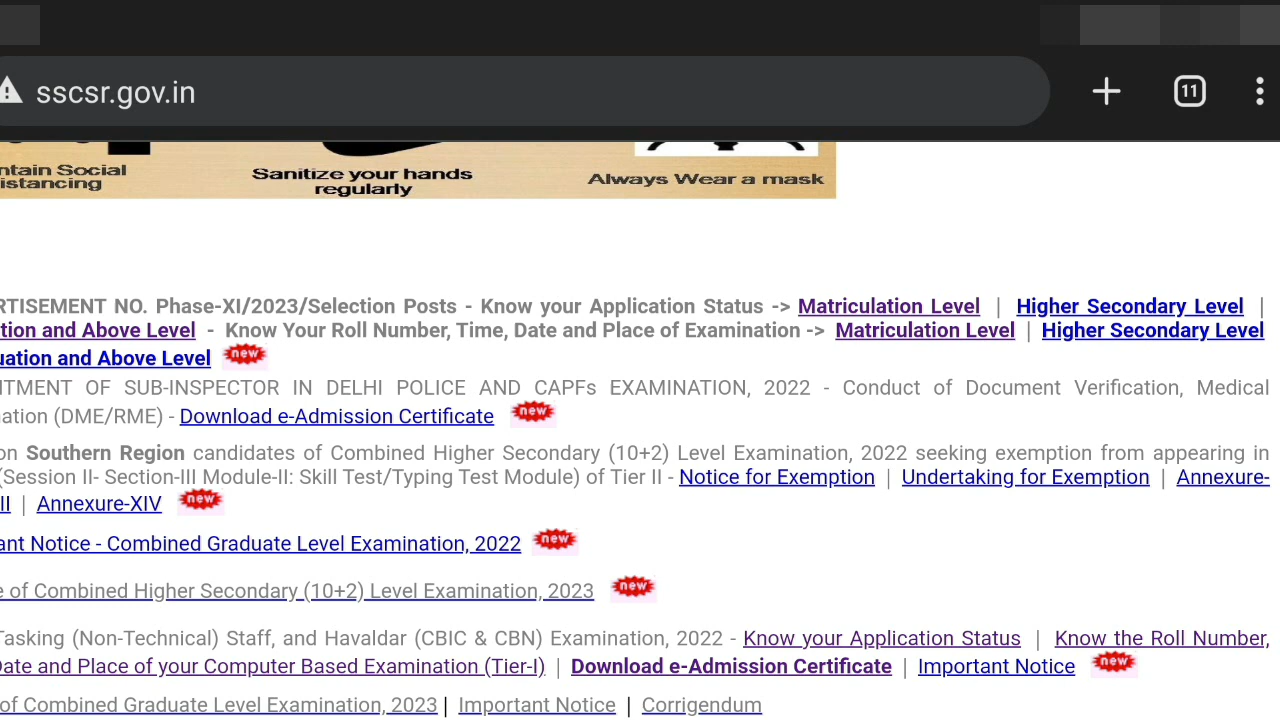 sscsr.gov.in
11
ntain Social
istancing
Sanitize your hands
regularly
Always Wear a mask
RTISEMENT NO. Phase-XI/2023/Selection Posts - Know your Application Status -> Matriculation Level | Higher Secondary Level |
tion and Above Level - Know Your Roll Number, Time, Date and Place of Examination -> Matriculation Level | Higher Secondary Level
uation and Above Level new
ITMENT OF SUB-INSPECTOR IN DELHI POLICE AND CAPFs EXAMINATION, 2022 - Conduct of Document Verification, Medical
nation (DME/RME) - Download e-Admission Certificate new
on Southern Region candidates of Combined Higher Secondary (10+2) Level Examination, 2022 seeking exemption from appearing in
(Session II- Section-III Module-II: Skill Test/Typing Test Module) of Tier II - Notice for Exemption | Undertaking for Exemption | Annexure-
II | Annexure-XIV new
ant Notice - Combined Graduate Level Examination, 2022 new
e of Combined Higher Secondary (10+2) Level Examination, 2023 new
Tasking (Non-Technical) Staff, and Havaldar (CBIC & CBN) Examination, 2022 - Know your Application Status | Know the Roll Number,
Date and Place of your Computer Based Examination (Tier-I) | Download e-Admission Certificate | Important Notice new
of Combined Graduate Level Examination, 2023 | Important Notice | Corrigendum